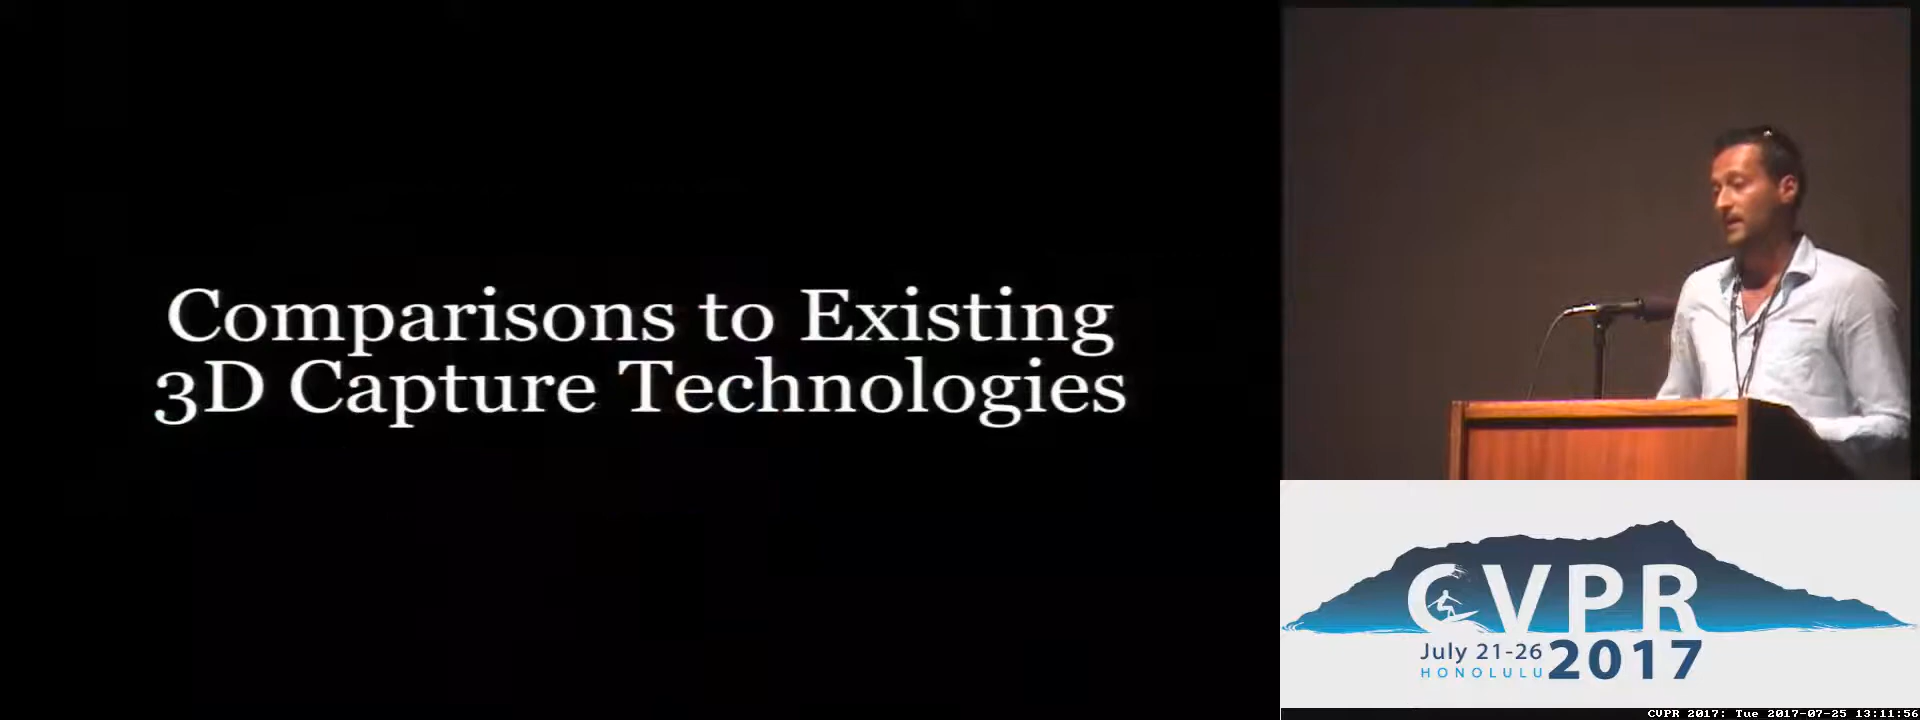 Comparisons to Existing
3D Capture Technologies
CVPR
July 21-26
HONOLULU
2017
CVPR 2017: Tue 2017-07-25 13:11:56